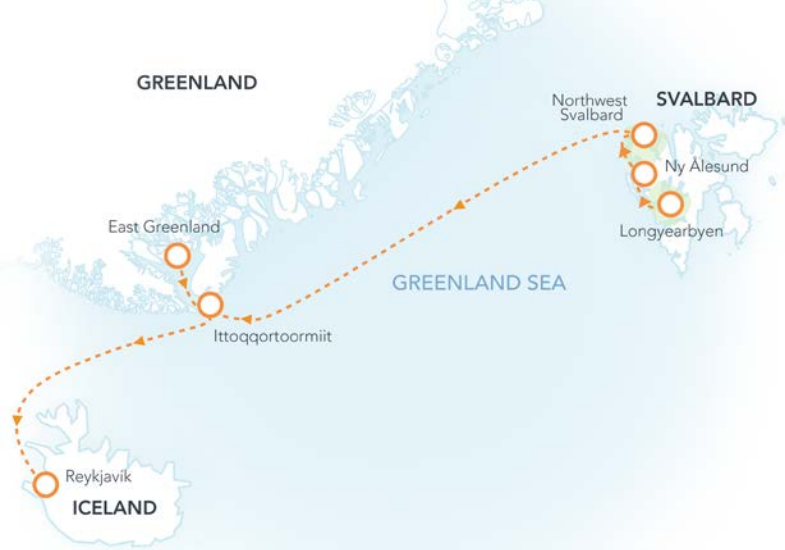 GREENLAND
Northwest
Svalbard
SVALBARD
Ny Ålesund
Longyearbyen
East Greenland
GREENLAND SEA
Ittoqqortoormiit
Reykjavík
ICELAND